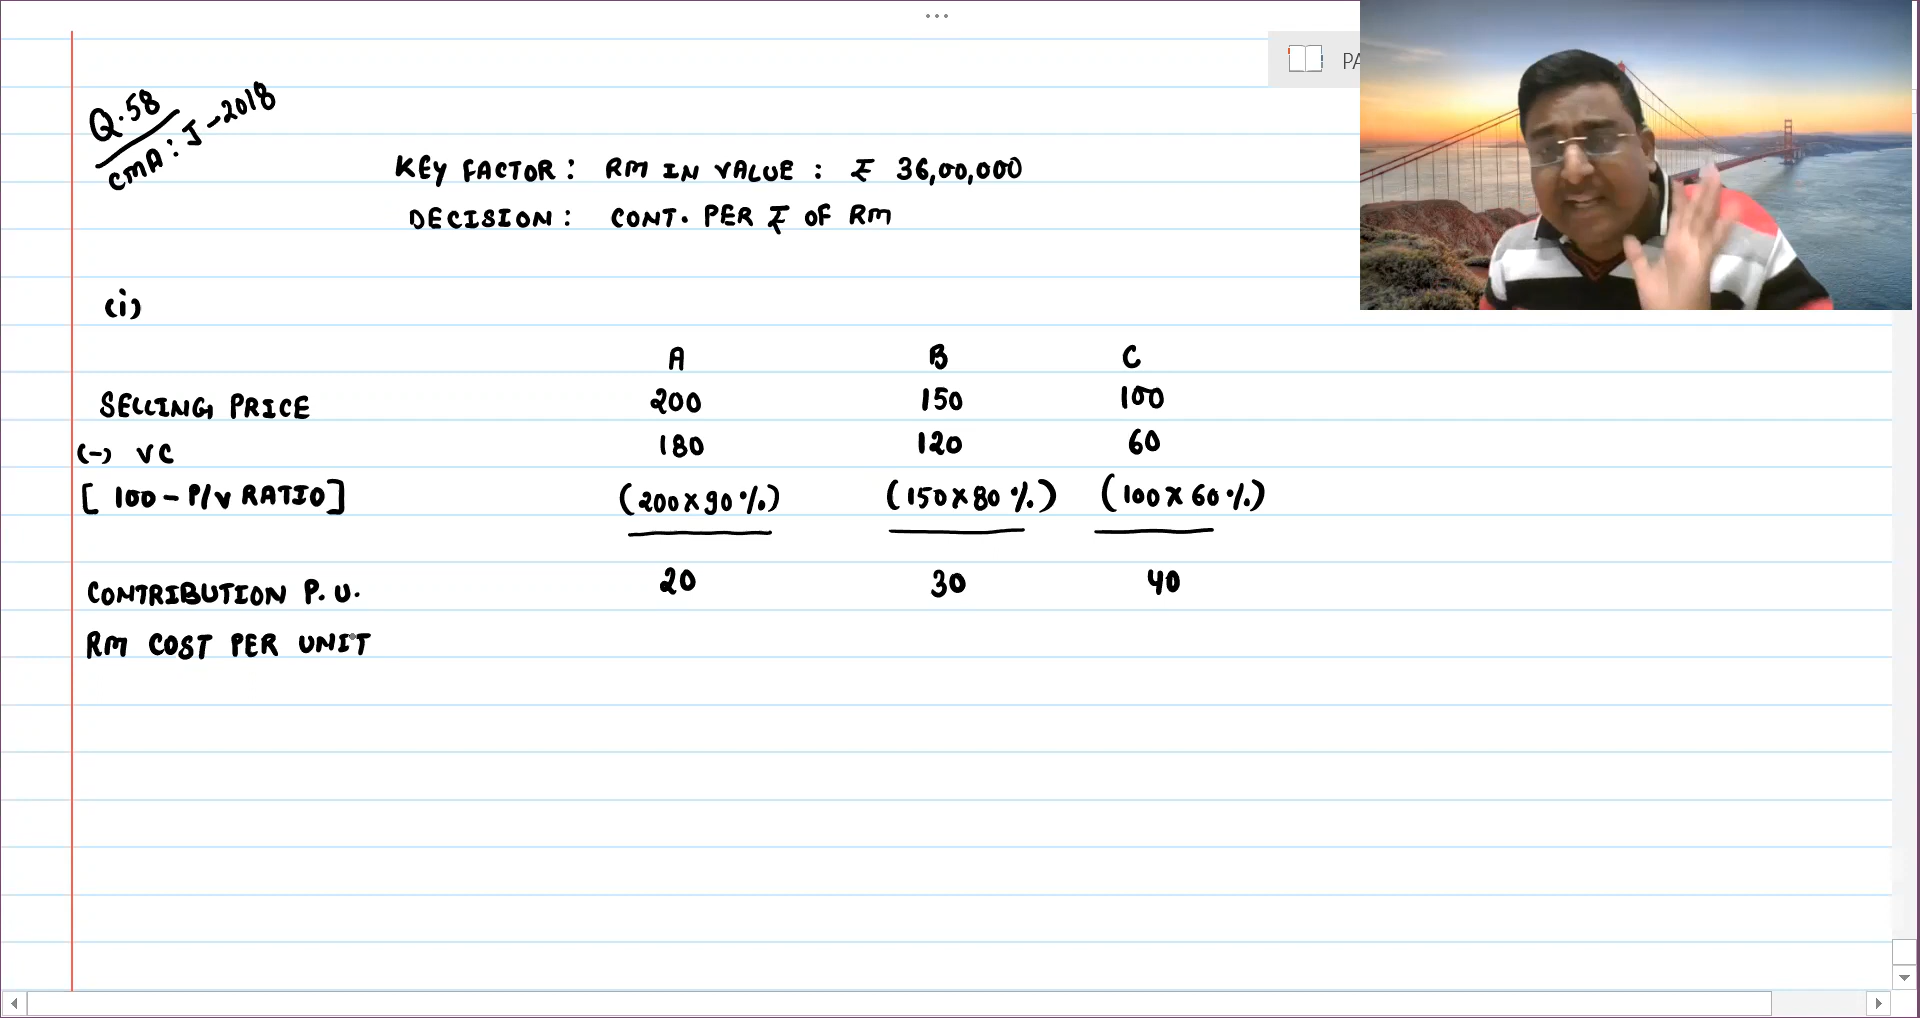 PA
Q.58
CMA: J-2018
KEY FACTOR: RM IN VALUE : ₹ 36,00,000
DECISION: CONT. PER ₹ OF RM
(i)
A B C
SELLING PRICE 200 150 100
(-) VC 180 120 60
[100 - P/V RATIO] (200 x 90%) (150 x 80%) (100 x 60%)
CONTRIBUTION P.U. 20 30 40
RM COST PER UNIT